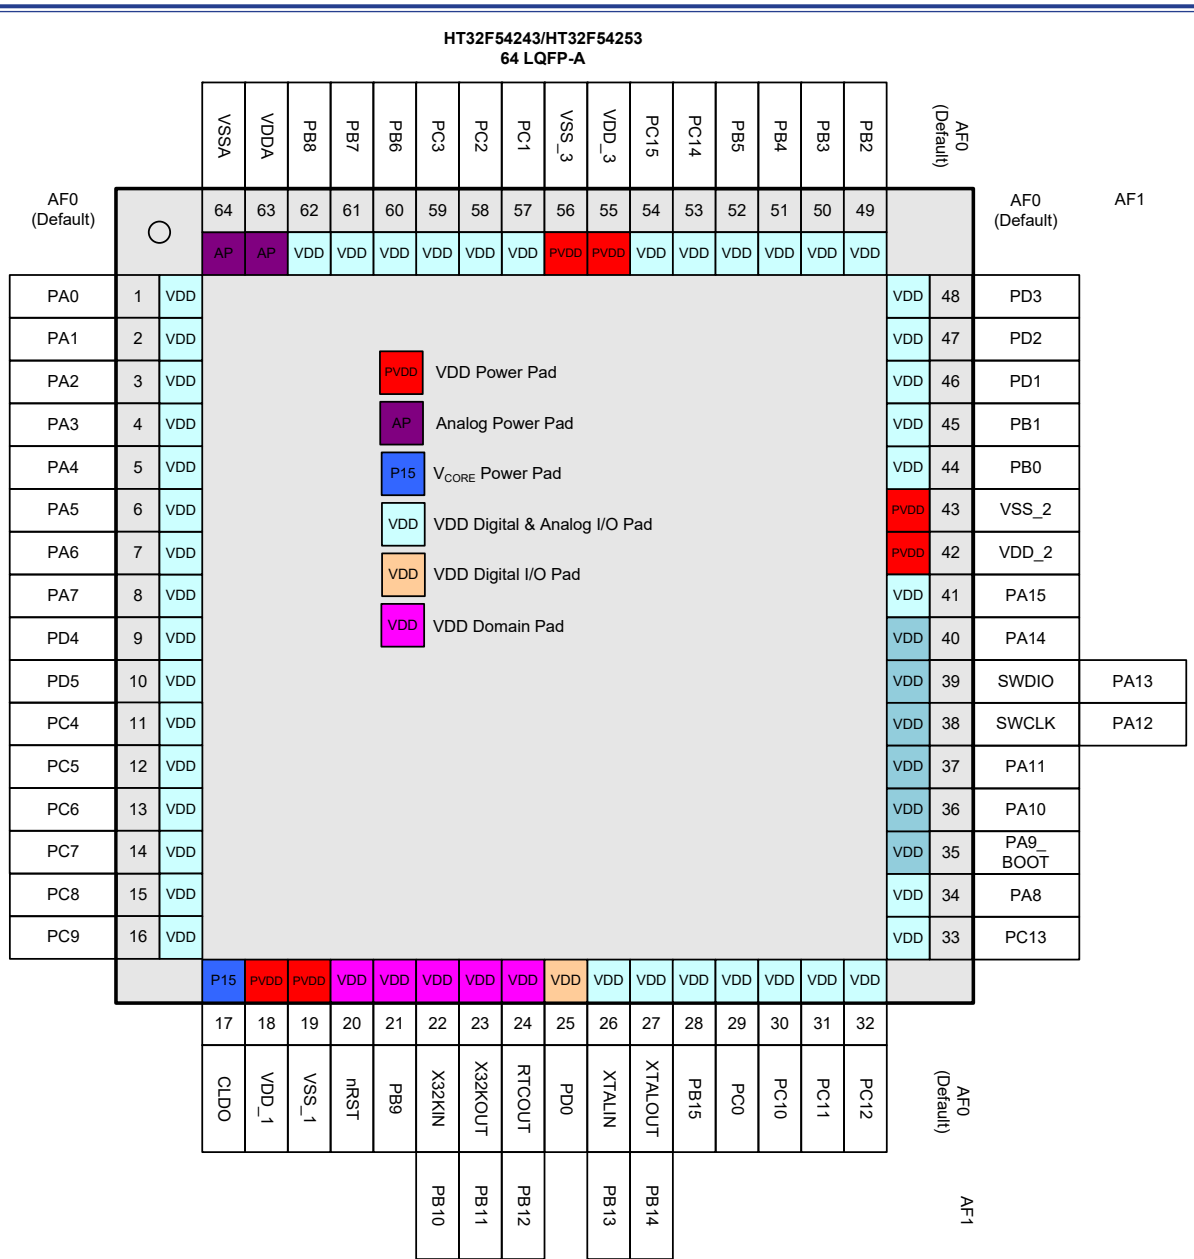 HT32F54243/HT32F54253
64 LQFP-A
VSSA VDDA PB8 PB7 PB6 PC3 PC2 PC1 VSS_3 VDD_3 PC15 PC14 PB5 PB4 PB3 PB2
AF0
(Default)
AF0
(Default)
64 63 62 61 60 59 58 57 56 55 54 53 52 51 50 49
AF0
(Default)
AF1
AP AP VDD VDD VDD VDD VDD VDD PVDD PVDD VDD VDD VDD VDD VDD VDD
PA0 1 VDD VDD 48 PD3
PA1 2 VDD VDD 47 PD2
PA2 3 VDD VDD 46 PD1
PA3 4 VDD VDD 45 PB1
PA4 5 VDD VDD 44 PB0
PA5 6 VDD PVDD 43 VSS_2
PA6 7 VDD PVDD 42 VDD_2
PA7 8 VDD VDD 41 PA15
PD4 9 VDD VDD 40 PA14
PD5 10 VDD VDD 39 SWDIO PA13
PC4 11 VDD VDD 38 SWCLK PA12
PC5 12 VDD VDD 37 PA11
PC6 13 VDD VDD 36 PA10
PC7 14 VDD VDD 35 PA9_
BOOT
PC8 15 VDD VDD 34 PA8
PC9 16 VDD VDD 33 PC13
PVDD VDD Power Pad
AP Analog Power Pad
P15 VCORE Power Pad
VDD VDD Digital & Analog I/O Pad
VDD VDD Digital I/O Pad
VDD VDD Domain Pad
P15 PVDD PVDD VDD VDD VDD VDD VDD VDD VDD VDD VDD VDD VDD VDD VDD
17 18 19 20 21 22 23 24 25 26 27 28 29 30 31 32
CLDO VDD_1 VSS_1 nRST PB9 X32KIN X32KOUT RTCOUT PD0 XTALIN XTALOUT PB15 PC0 PC10 PC11 PC12
AF0
(Default)
PB10 PB11 PB12 PB13 PB14
AF1